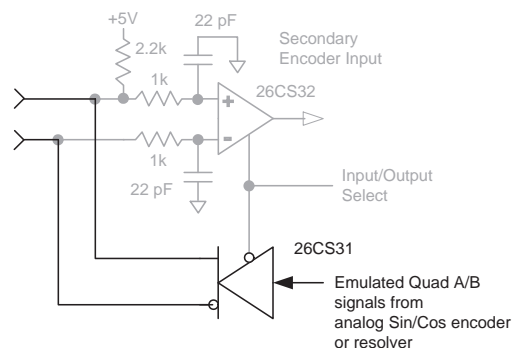 22 pF
+5V
2.2k
Secondary
Encoder Input
1k
26CS32
+
-
1k
22 pF
Input/Output
Select
26CS31
Emulated Quad A/B
signals from
analog Sin/Cos encoder
or resolver